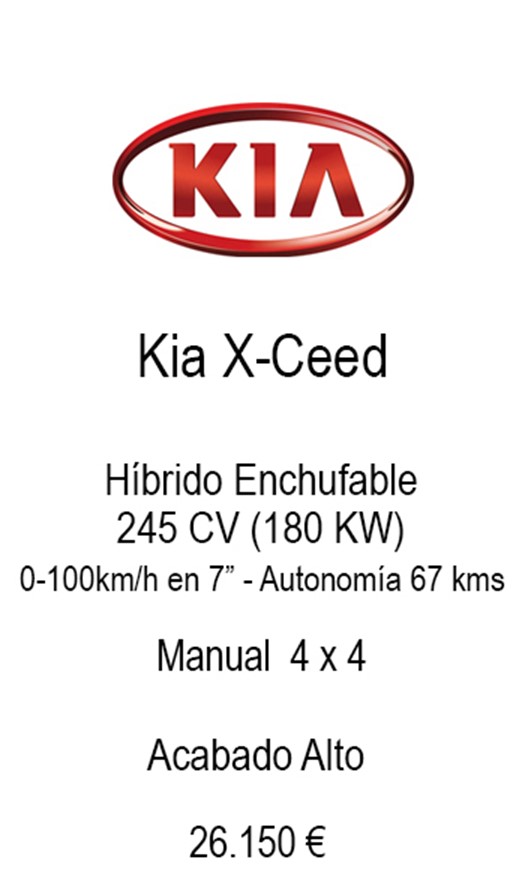 KIA
Kia X-Ceed
Híbrido Enchufable
245 CV (180 KW)
0-100km/h en 7” - Autonomía 67 kms
Manual 4 x 4
Acabado Alto
26.150 €